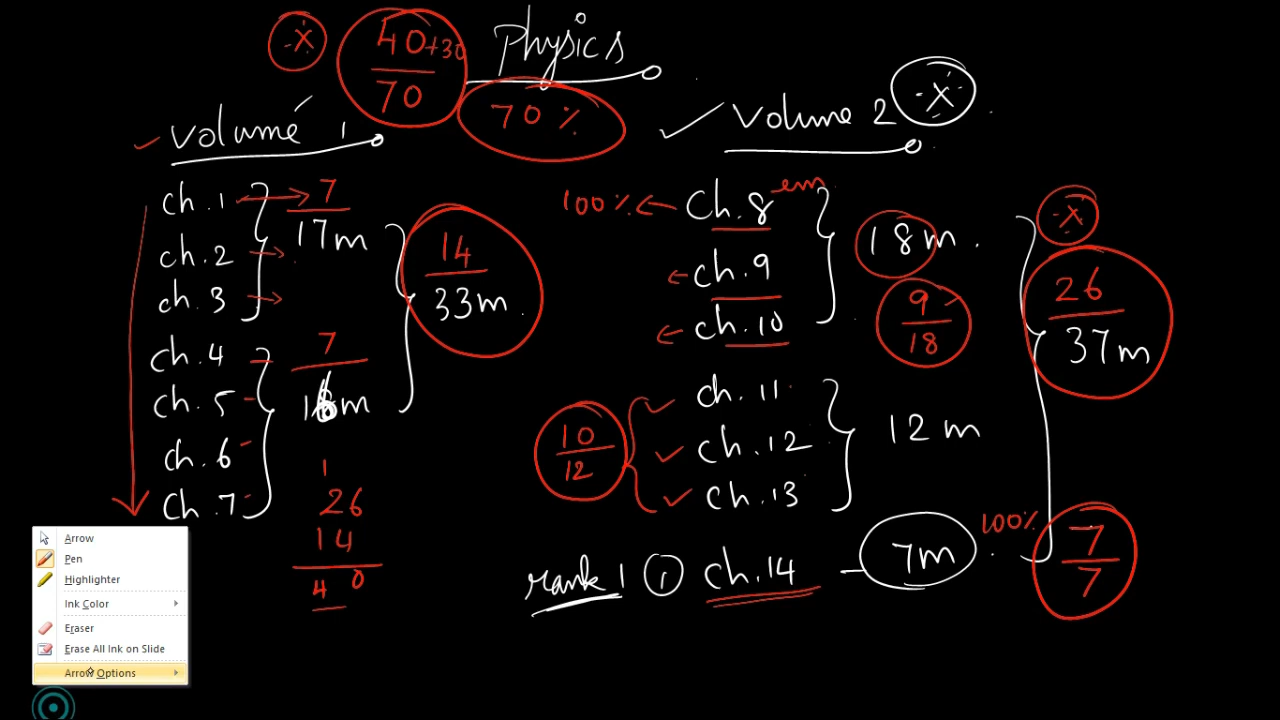 -x 40+30 Physics
70
70%
Volume 1
Volume 2 -x
ch.1 7
17m
ch.2
ch.3
ch.4 7
16m
ch.5
ch.6
ch.7
14
33m
1
26
14
40
100% ch.8 em
ch.9
ch.10
18m
9
18
-x
26
37m
10
12
ch.11
ch.12
ch.13
12m
rank 1 1 ch.14 - 7m
100% 7
7
Arrow
Pen
Highlighter
Ink Color
Eraser
Erase All Ink on Slide
Arrow Options